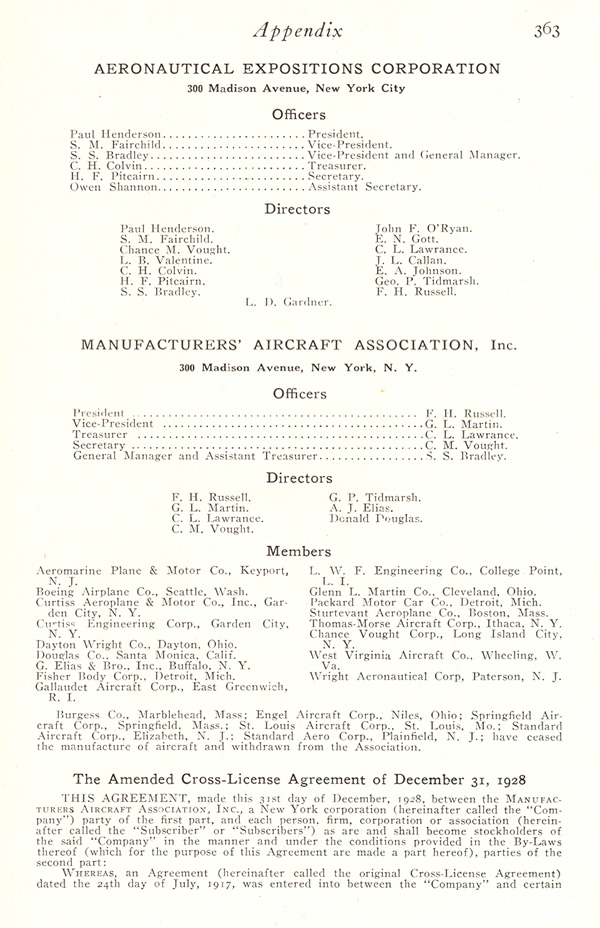 Appendix 363
AERONAUTICAL EXPOSITIONS CORPORATION
300 Madison Avenue, New York City
Officers
Paul Henderson......................President.
S. M. Fairchild......................Vice-President.
S. S. Bradley........................Vice-President and General Manager.
C. H. Colvin.........................Treasurer.
H. F. Pitcairn.......................Secretary.
Owen Shannon.......................Assistant Secretary.
Directors
Paul Henderson.
S. M. Fairchild.
Chance M. Vought.
L. B. Valentine.
C. H. Colvin.
H. F. Pitcairn.
S. S. Bradley.
John F. O'Ryan.
E. N. Gott.
C. L. Lawrance.
J. L. Callan.
E. A. Johnson.
Geo. P. Tidmarsh.
F. H. Russell.
L. D. Gardner.
MANUFACTURERS' AIRCRAFT ASSOCIATION, Inc.
300 Madison Avenue, New York, N. Y.
Officers
President ............................................ F. H. Russell.
Vice-President ........................................G. L. Martin.
Treasurer ............................................C. L. Lawrance.
Secretary .............................................C. M. Vought.
General Manager and Assistant Treasurer................S. S. Bradley.
Directors
F. H. Russell.
G. L. Martin.
C. L. Lawrance.
C. M. Vought.
G. P. Tidmarsh.
A. J. Elias.
Donald Douglas.
Members
Aeromarine Plane & Motor Co., Keyport,
N. J.
Boeing Airplane Co., Seattle, Wash.
Curtiss Aeroplane & Motor Co., Inc., Gar-
den City, N. Y.
Curtiss Engineering Corp., Garden City,
N. Y.
Dayton Wright Co., Dayton, Ohio.
Douglas Co., Santa Monica, Calif.
G. Elias & Bro., Inc., Buffalo, N. Y.
Fisher Body Corp., Detroit, Mich.
Gallaudet Aircraft Corp., East Greenwich,
R. I.
L. W. F. Engineering Co., College Point,
L. I.
Glenn L. Martin Co., Cleveland, Ohio.
Packard Motor Car Co., Detroit, Mich.
Sturtevant Aeroplane Co., Boston, Mass.
Thomas-Morse Aircraft Corp., Ithaca, N. Y.
Chance Vought Corp., Long Island City,
N. Y.
West Virginia Aircraft Co., Wheeling, W.
Va.
Wright Aeronautical Corp, Paterson, N. J.
Burgess Co., Marblehead, Mass; Engel Aircraft Corp., Niles, Ohio; Springfield Air-
craft Corp., Springfield, Mass.; St. Louis Aircraft Corp., St. Louis, Mo.; Standard
Aircraft Corp., Elizabeth, N. J.; Standard Aero Corp., Plainfield, N. J.; have ceased
the manufacture of aircraft and withdrawn from the Association.
The Amended Cross-License Agreement of December 31, 1928
THIS AGREEMENT, made this 31st day of December, 1928, between the MANUFAC-
TURERS AIRCRAFT ASSOCIATION, INC., a New York corporation (hereinafter called the "Com-
pany") party of the first part, and each person, firm, corporation or association (herein-
after called the "Subscriber" or "Subscribers") as are and shall become stockholders of
the said "Company" in the manner and under the conditions provided in the By-Laws
thereof (which for the purpose of this Agreement are made a part hereof), parties of the
second part:
WHEREAS, an Agreement (hereinafter called the original Cross-License Agreement)
dated the 24th day of July, 1917, was entered into between the "Company" and certain